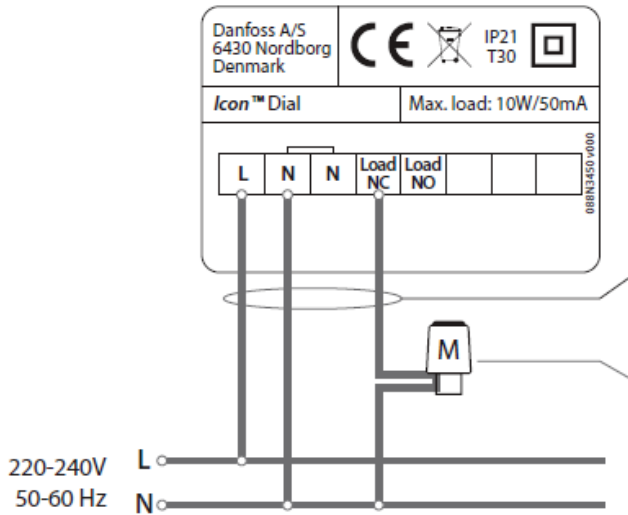 Danfoss A/S
6430 Nordborg
Denmark
CE
IP21
T30
Icon™ Dial
Max. load: 10W/50mA
L N N Load NC Load NO
088N3450 v000
M
220-240V L
50-60 Hz N